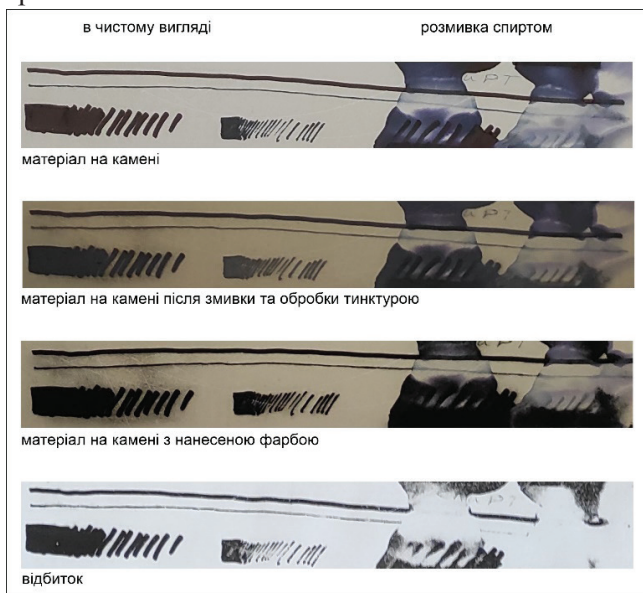 в чистому вигляді
розмивка спиртом
матеріал на камені
матеріал на камені після змивки та обробки тинктурою
матеріал на камені з нанесеною фарбою
відбиток